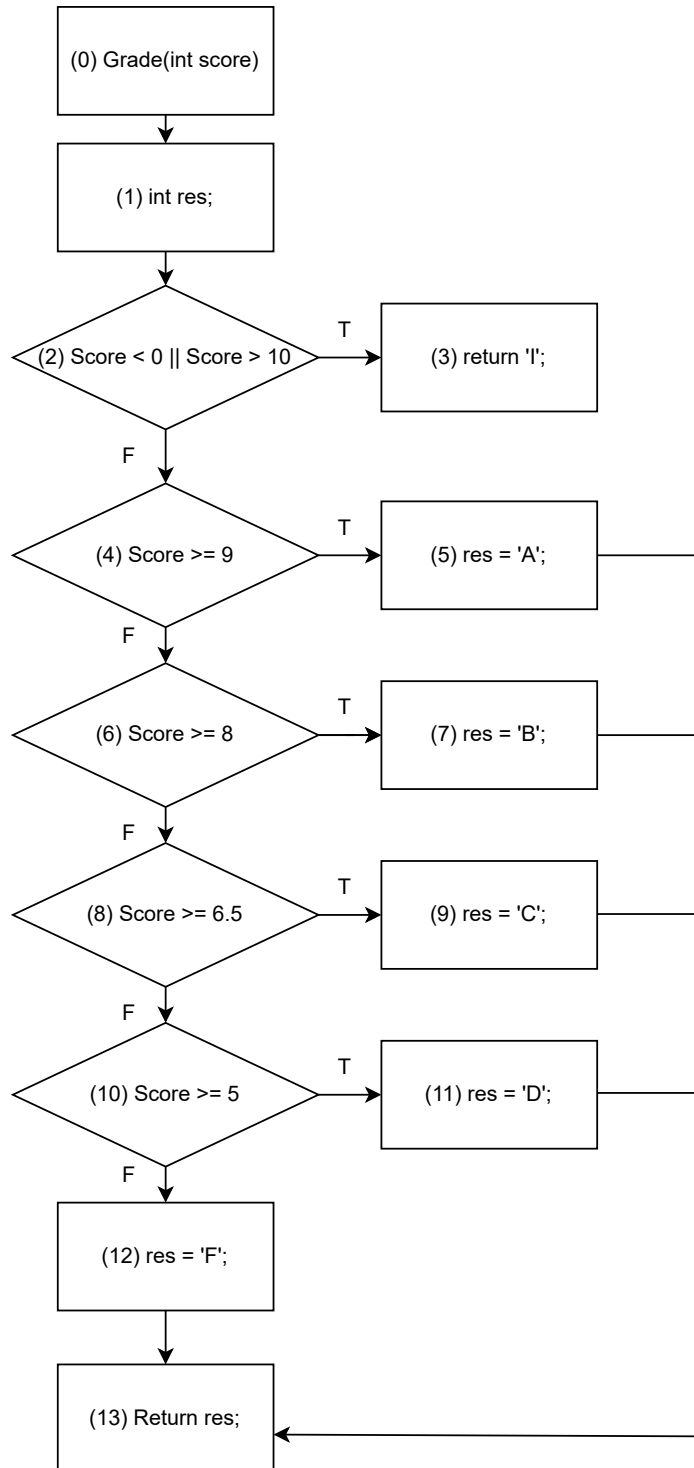 (0) Grade(int score)
(1) int res;
(2) Score < 0 || Score > 10
T
(3) return 'I';
F
(4) Score >= 9
T
(5) res = 'A';
F
(6) Score >= 8
T
(7) res = 'B';
F
(8) Score >= 6.5
T
(9) res = 'C';
F
(10) Score >= 5
T
(11) res = 'D';
F
(12) res = 'F';
(13) Return res;